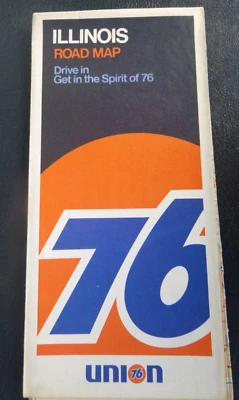 ILLINOIS
ROAD MAP
Drive in
Get in the Spirit of 76
76
union 76